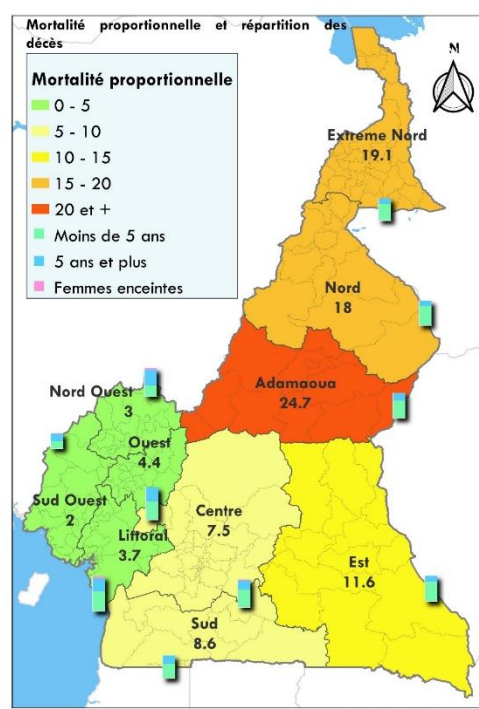 Mortalité proportionnelle et répartition des
décès
N
Mortalité proportionnelle
0 - 5
5 - 10
10 - 15
15 - 20
20 et +
Moins de 5 ans
5 ans et plus
Femmes enceintes
Extreme Nord
19.1
Nord
18
Adamaoua
24.7
Nord Ouest
3
Ouest
4.4
Sud Ouest
2
Littoral
3.7
Centre
7.5
Est
11.6
Sud
8.6